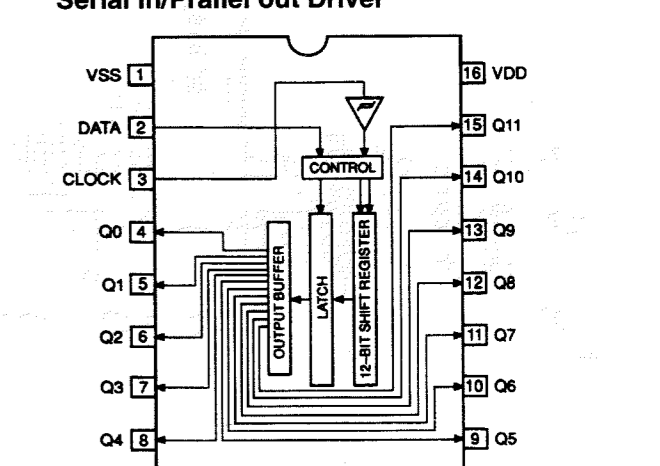 Serial in/Prallel out Driver
VSS 1
16 VDD
DATA 2
15 Q11
CLOCK 3
CONTROL
14 Q10
Q0 4
13 Q9
Q1 5
12 Q8
OUTPUT BUFFER
LATCH
12-BIT SHIFT REGISTER
Q2 6
11 Q7
Q3 7
10 Q6
Q4 8
9 Q5